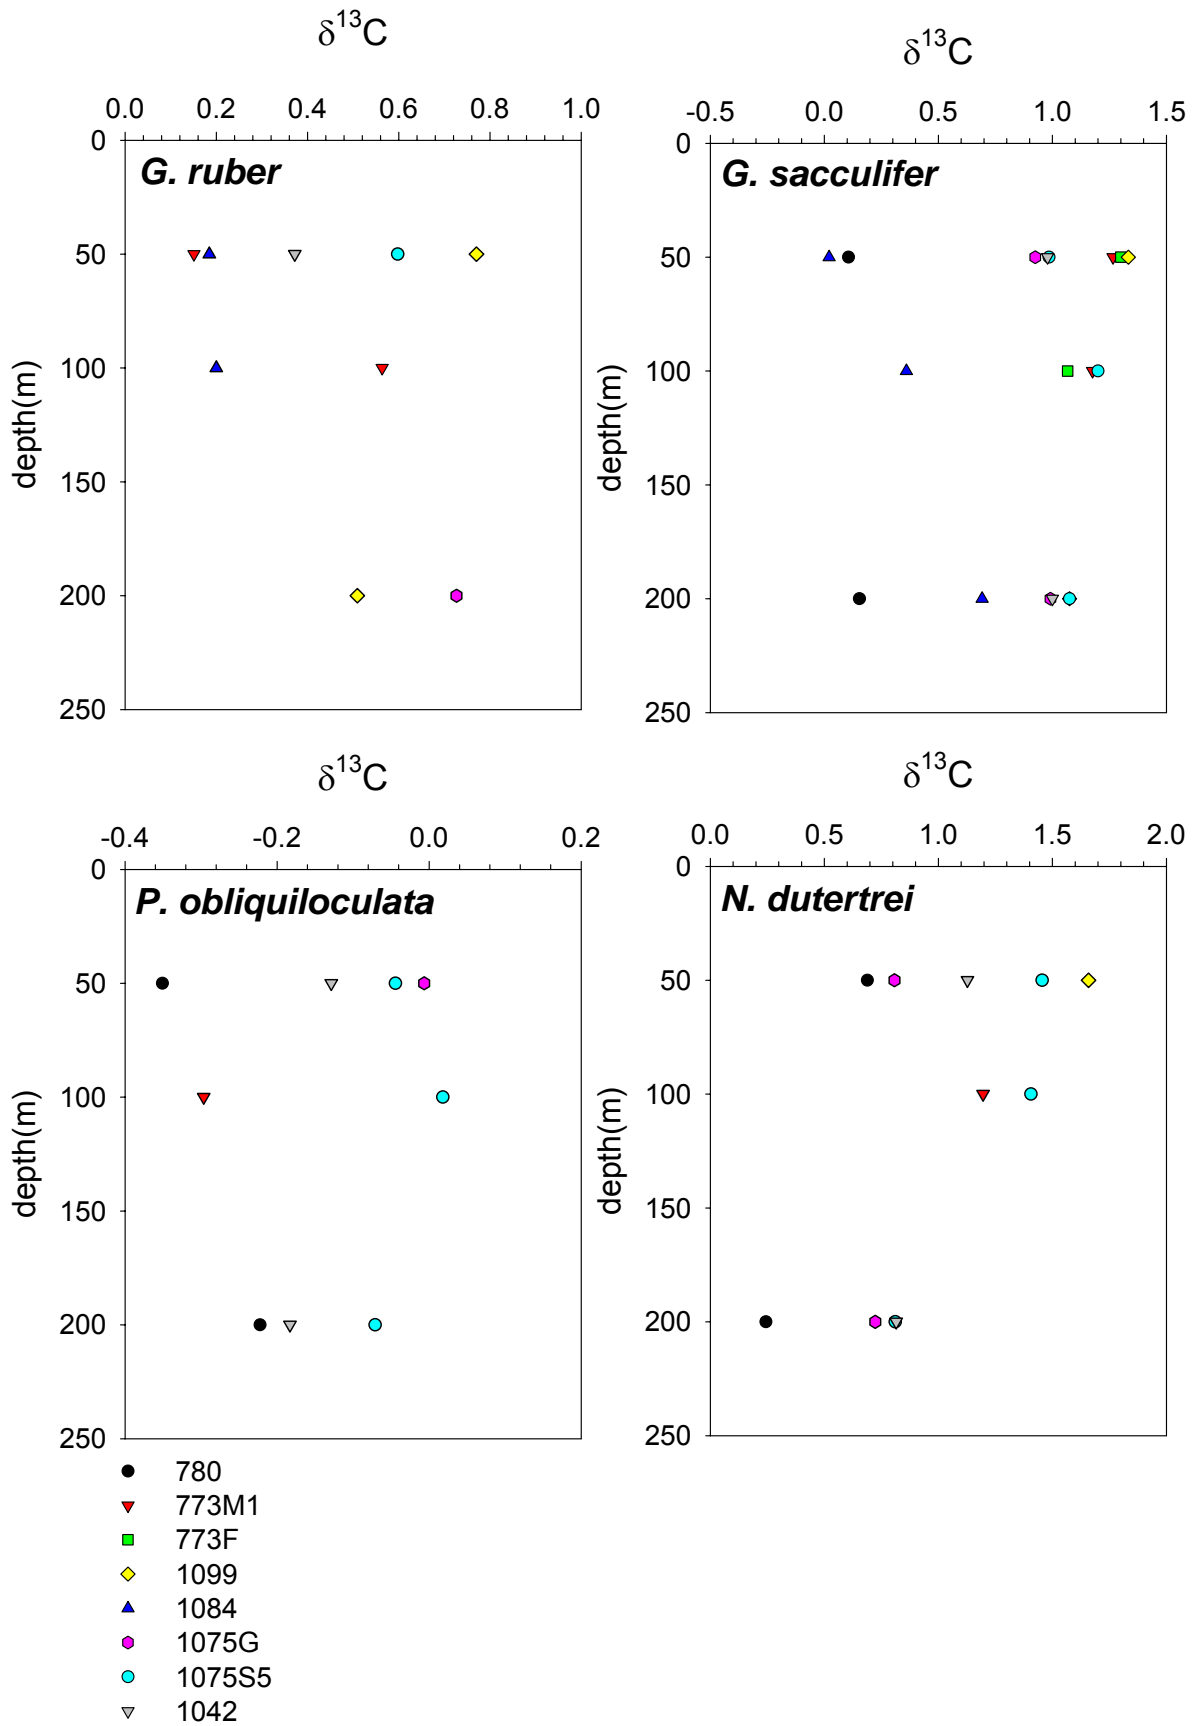 δ13C
0.0 0.2 0.4 0.6 0.8 1.0
G. ruber
0
50
100
150
200
250
depth(m)
δ13C
-0.5 0.0 0.5 1.0 1.5
G. sacculifer
0
50
100
150
200
250
depth(m)
δ13C
-0.4 -0.2 0.0 0.2
P. obliquiloculata
0
50
100
150
200
250
depth(m)
δ13C
0.0 0.5 1.0 1.5 2.0
N. dutertrei
0
50
100
150
200
250
depth(m)
780
773M1
773F
1099
1084
1075G
1075S5
1042